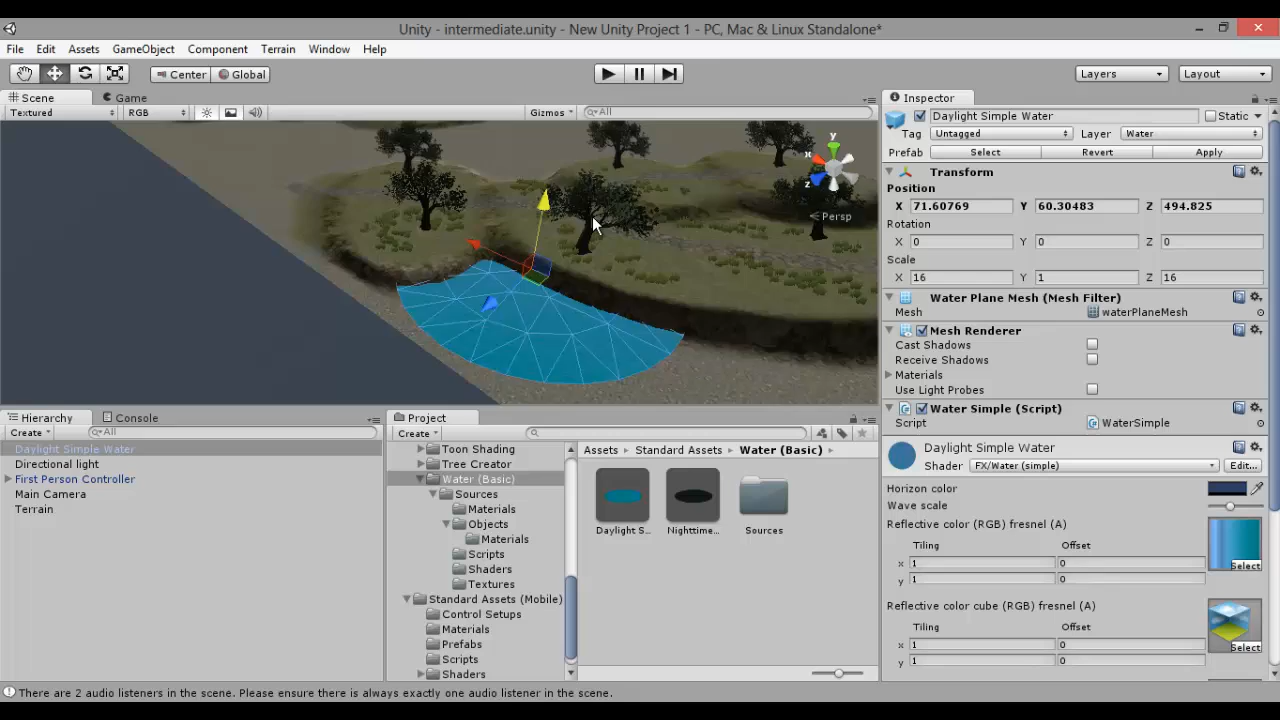 Unity - intermediate.unity - New Unity Project 1 - PC, Mac & Linux Standalone*
File Edit Assets GameObject Component Terrain Window Help
Center Global Layers Layout
Scene Game
Textured RGB Gizmos All
y
x
z
Persp
Inspector
Daylight Simple Water Static
Tag Untagged Layer Water
Prefab Select Revert Apply
Transform
Position
X 71.60769 Y 60.30483 Z 494.825
Rotation
X 0 Y 0 Z 0
Scale
X 16 Y 1 Z 16
Water Plane Mesh (Mesh Filter)
Mesh waterPlaneMesh
Mesh Renderer
Cast Shadows
Receive Shadows
Materials
Use Light Probes
Water Simple (Script)
Script WaterSimple
Daylight Simple Water
Shader FX/Water (simple) Edit...
Horizon color
Wave scale
Reflective color (RGB) fresnel (A)
Tiling Offset
x 1 0
y 1 0
Select
Reflective color cube (RGB) fresnel (A)
Tiling Offset
x 1 0
y 1 0
Select
Hierarchy Console
Create All
Daylight Simple Water
Directional light
First Person Controller
Main Camera
Terrain
Project
Create
Toon Shading
Tree Creator
Water (Basic)
Sources
Materials
Objects
Materials
Scripts
Shaders
Textures
Standard Assets (Mobile)
Control Setups
Materials
Prefabs
Scripts
Shaders
Assets Standard Assets Water (Basic)
Daylight S... Nighttime... Sources
There are 2 audio listeners in the scene. Please ensure there is always exactly one audio listener in the scene.